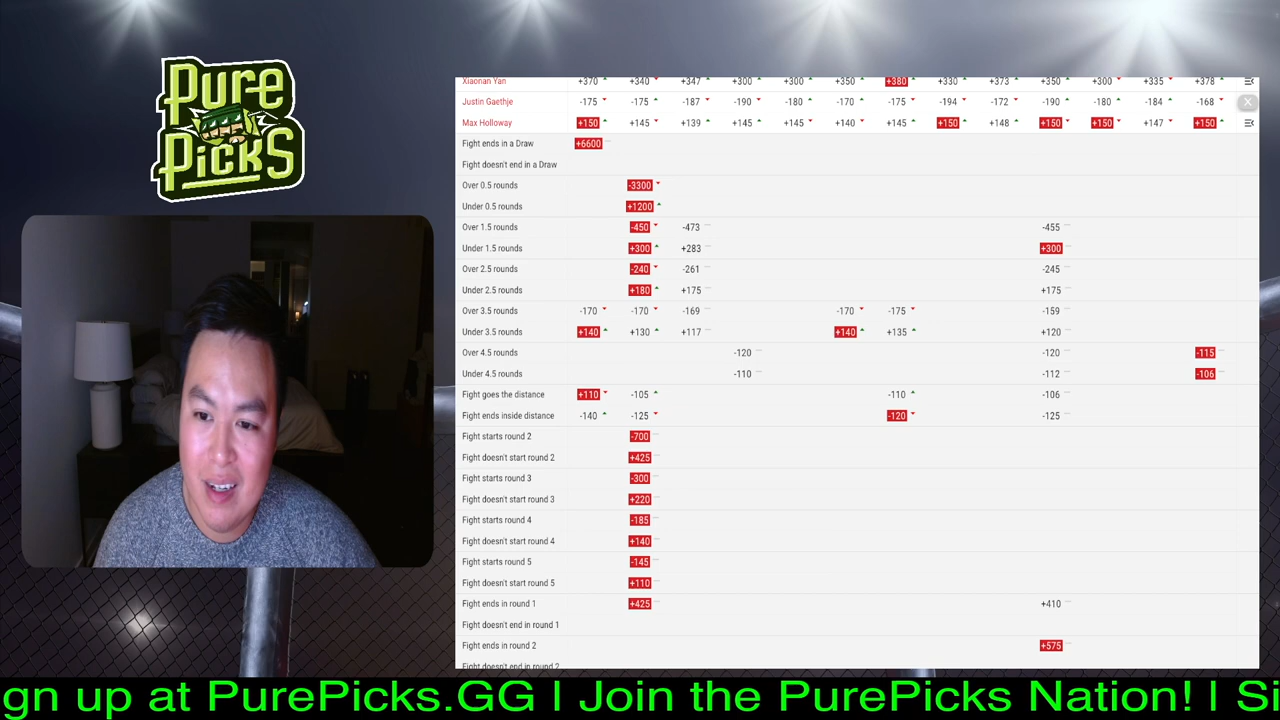 PURE
PICKS
Xiaonan Yan +370 +340 +347 +300 +300 +350 +380 +330 +373 +350 +300 +335 +378
Justin Gaethje -175 -175 -187 -190 -180 -170 -175 -194 -172 -190 -180 -184 -168
Max Holloway +150 +145 +139 +145 +145 +140 +145 +150 +148 +150 +150 +147 +150
Fight ends in a Draw +6600
Fight doesn't end in a Draw
Over 0.5 rounds -3300
Under 0.5 rounds +1200
Over 1.5 rounds -450 -473 -455
Under 1.5 rounds +300 +283 +300
Over 2.5 rounds -240 -261 -245
Under 2.5 rounds +180 +175 +175
Over 3.5 rounds -170 -170 -169 -170 -175 -159
Under 3.5 rounds +140 +130 +117 +140 +135 +120
Over 4.5 rounds -120 -120 -115
Under 4.5 rounds -110 -112 -106
Fight goes the distance +110 -105 -110 -106
Fight ends inside distance -140 -125 -120 -125
Fight starts round 2 -700
Fight doesn't start round 2 +425
Fight starts round 3 -300
Fight doesn't start round 3 +220
Fight starts round 4 -185
Fight doesn't start round 4 +140
Fight starts round 5 -145
Fight doesn't start round 5 +110
Fight ends in round 1 +425 +410
Fight doesn't end in round 1
Fight ends in round 2 +575
Fight doesn't end in round 2
gn up at PurePicks.GG | Join the PurePicks Nation! | Si